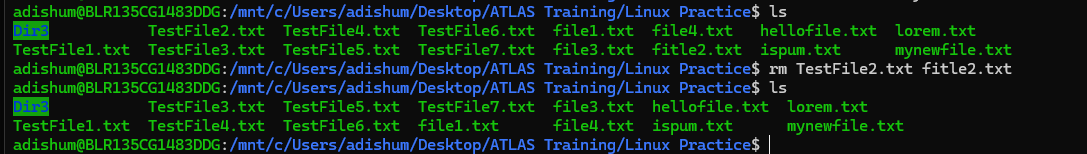 adishum@BLR135CG1483DDG:/mnt/c/Users/adishum/Desktop/ATLAS Training/Linux Practice$ ls
Dir3 TestFile2.txt TestFile4.txt TestFile6.txt file1.txt file4.txt hellofile.txt lorem.txt
TestFile1.txt TestFile3.txt TestFile5.txt TestFile7.txt file3.txt fitle2.txt ispum.txt mynewfile.txt
adishum@BLR135CG1483DDG:/mnt/c/Users/adishum/Desktop/ATLAS Training/Linux Practice$ rm TestFile2.txt fitle2.txt
adishum@BLR135CG1483DDG:/mnt/c/Users/adishum/Desktop/ATLAS Training/Linux Practice$ ls
Dir3 TestFile3.txt TestFile5.txt TestFile7.txt file3.txt hellofile.txt lorem.txt
TestFile1.txt TestFile4.txt TestFile6.txt file1.txt file4.txt ispum.txt mynewfile.txt
adishum@BLR135CG1483DDG:/mnt/c/Users/adishum/Desktop/ATLAS Training/Linux Practice$